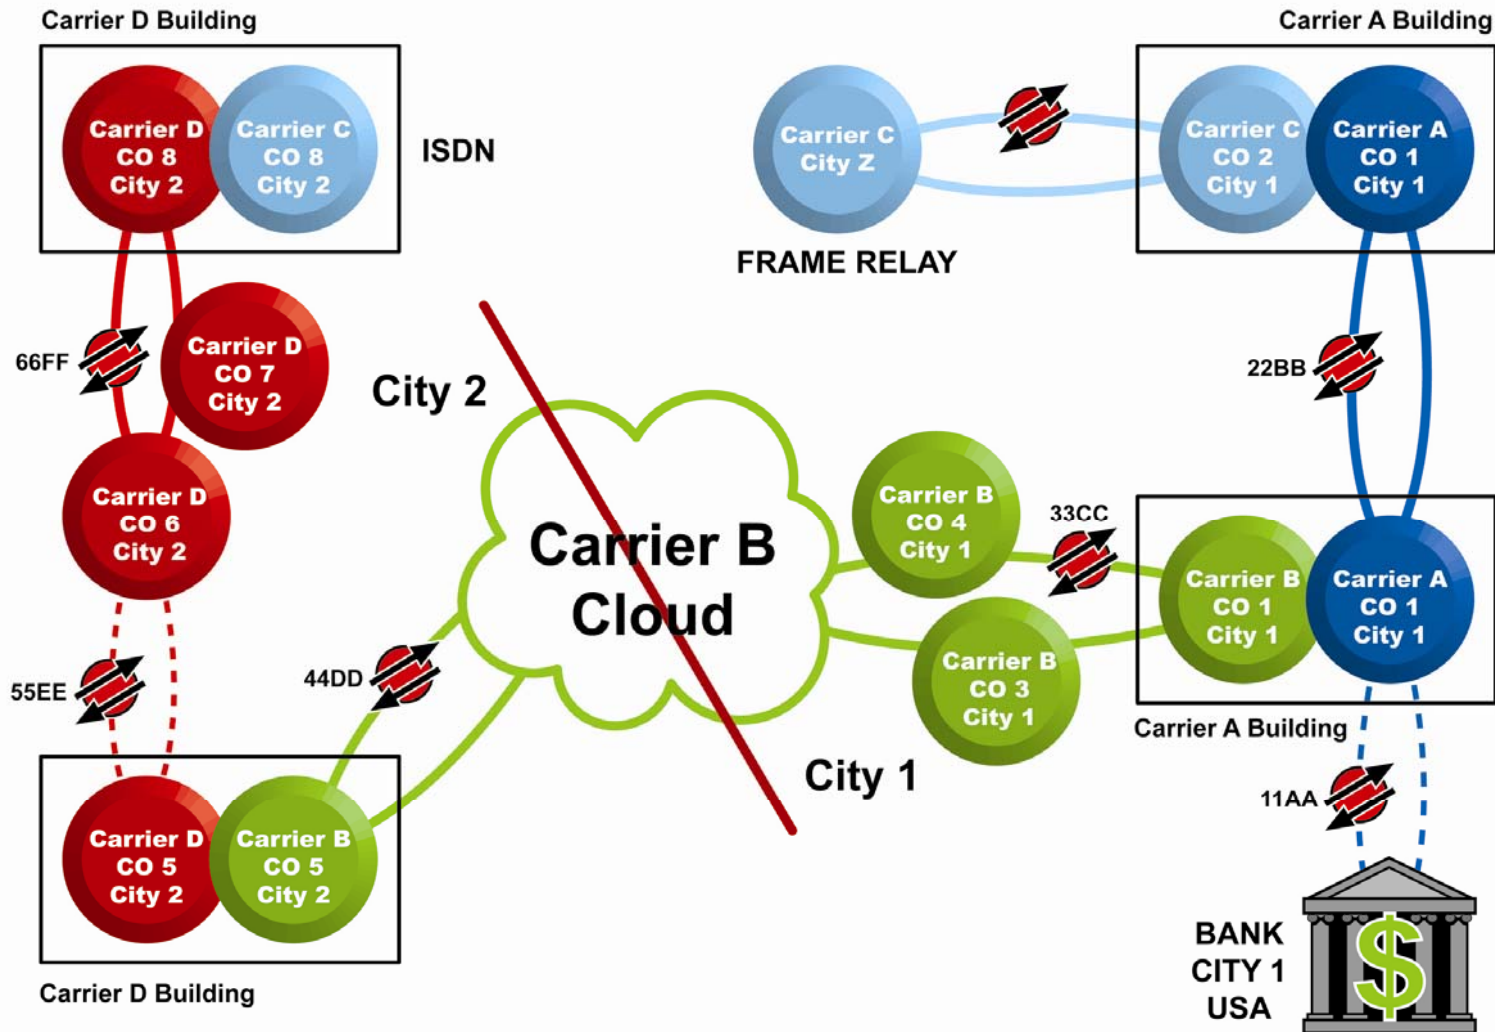 Carrier D Building
Carrier A Building
Carrier D
CO 8
City 2
Carrier C
CO 8
City 2
ISDN
Carrier C
City Z
FRAME RELAY
Carrier C
CO 2
City 1
Carrier A
CO 1
City 1
66FF
Carrier D
CO 7
City 2
City 2
22BB
Carrier D
CO 6
City 2
Carrier B
Cloud
Carrier B
CO 4
City 1
33CC
Carrier B
CO 1
City 1
Carrier A
CO 1
City 1
55EE
44DD
Carrier B
CO 3
City 1
Carrier A Building
City 1
11AA
Carrier D
CO 5
City 2
Carrier B
CO 5
City 2
Carrier D Building
BANK
CITY 1
USA
$